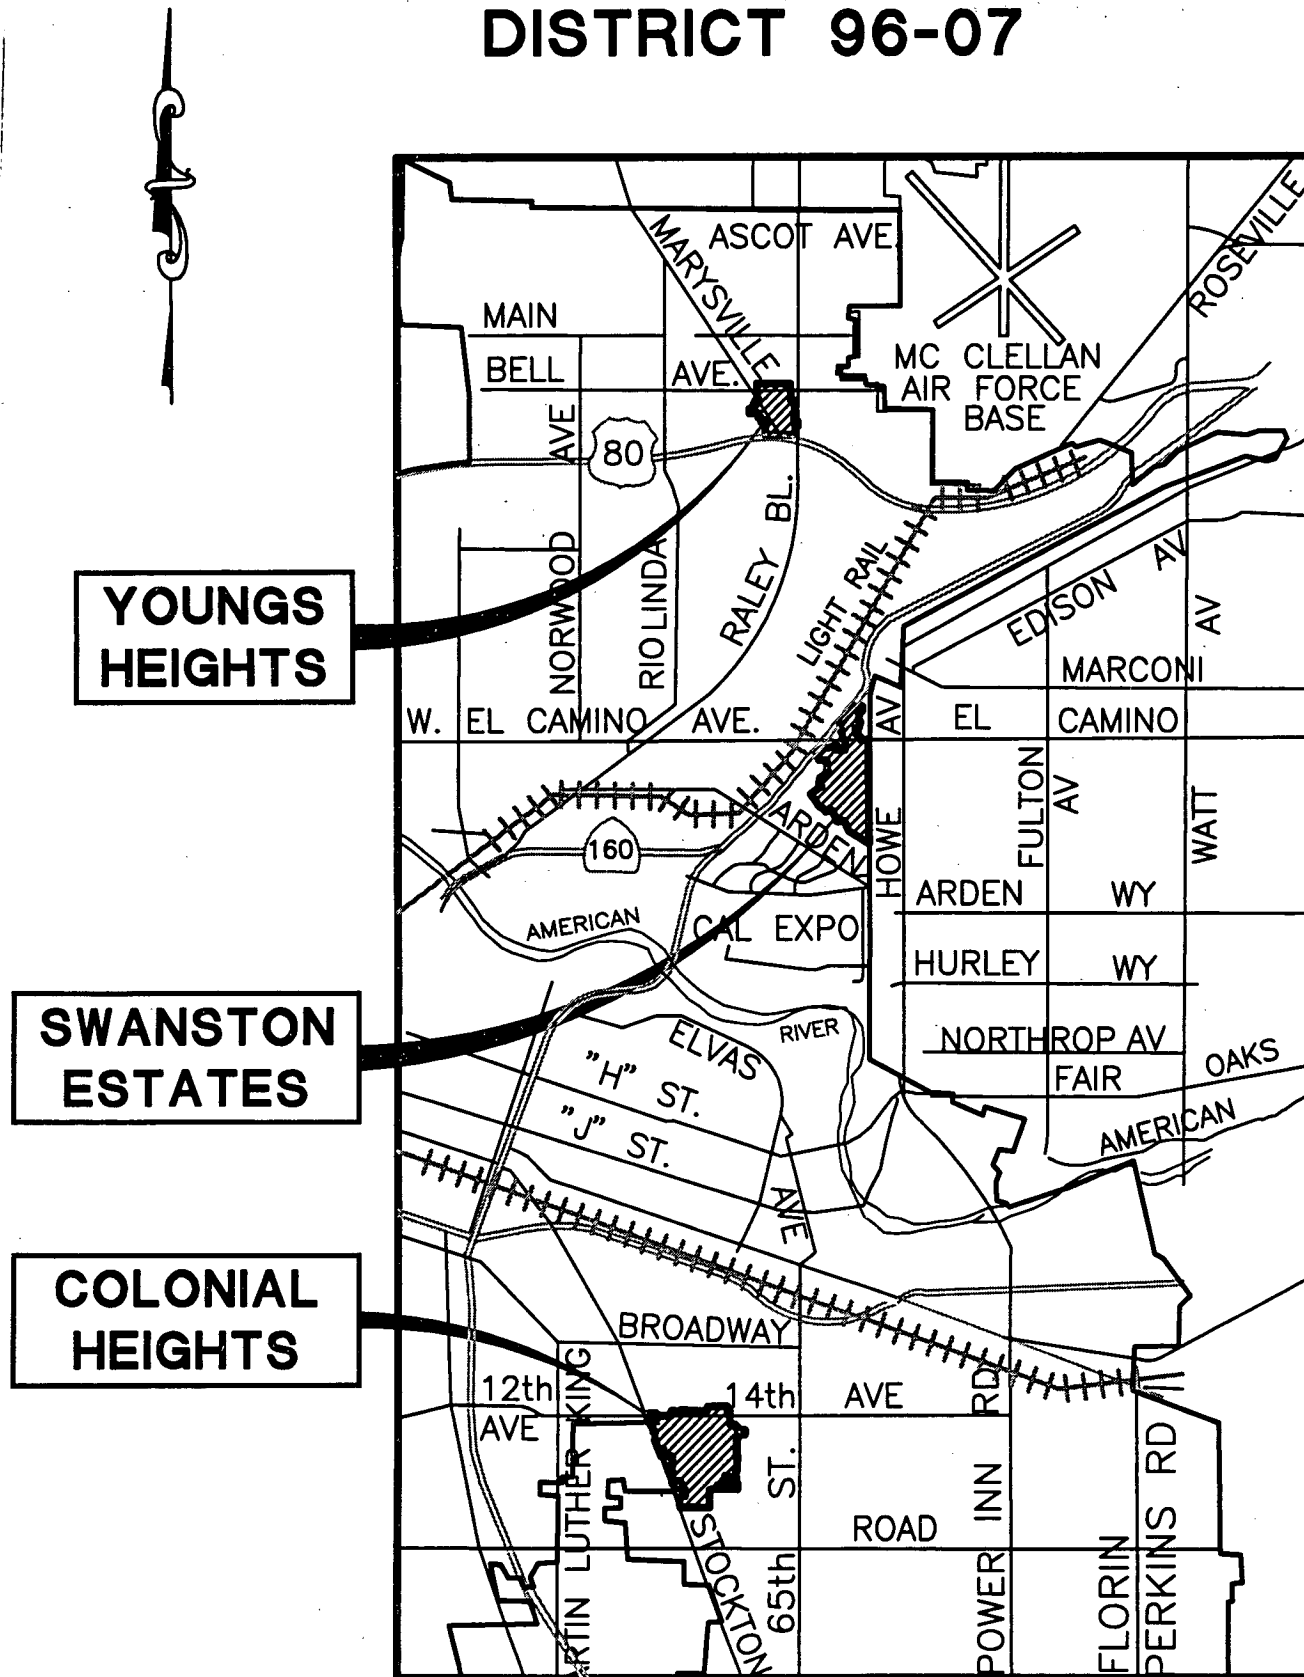 DISTRICT 96-07
ASCOT AVE.
MARYSVILLE
ROSEVILLE
MAIN
BELL AVE.
MC CLELLAN
AIR FORCE
BASE
NORWOOD AVE
80
RIO LINDA
RALEY BL.
LIGHT RAIL
EDISON AV
YOUNGS
HEIGHTS
MARCONI
W. EL CAMINO AVE.
EL CAMINO
HOWE AV
FULTON AV
WATT AV
ARDEN
160
ARDEN WY
AMERICAN
CAL EXPO
HURLEY WY
SWANSTON
ESTATES
RIVER
ELVAS
NORTHROP AV
FAIR OAKS
"H" ST.
"J" ST.
AMERICAN
AVE
COLONIAL
HEIGHTS
BROADWAY
12th
AVE
14th AVE
RTIN LUTHER KING
STOCKTON
65th ST.
ROAD
POWER INN RD
FLORIN
PERKINS RD